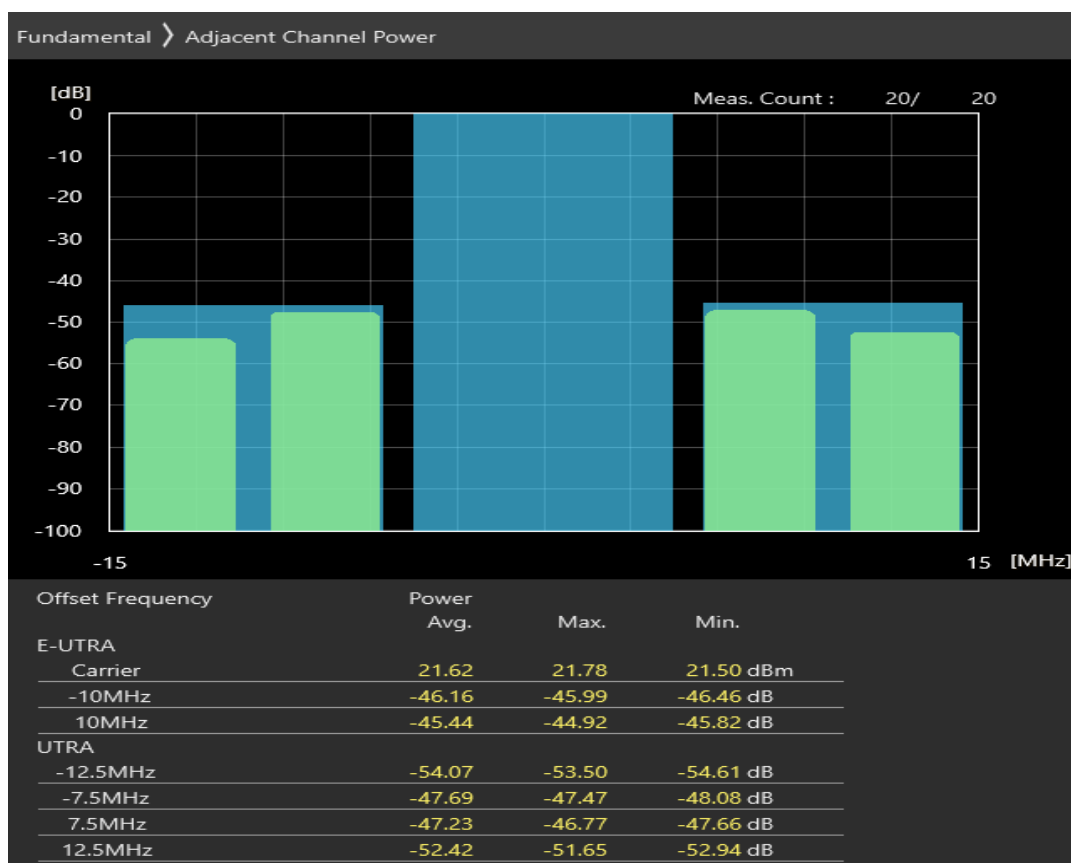 Fundamental 〉 Adjacent Channel Power
[dB]
Meas. Count : 20/ 20
0
-10
-20
-30
-40
-50
-60
-70
-80
-90
-100
-15 15 [MHz]
Offset Frequency Power
Avg. Max. Min.
E-UTRA
Carrier 21.62 21.78 21.50 dBm
-10MHz -46.16 -45.99 -46.46 dB
10MHz -45.44 -44.92 -45.82 dB
UTRA
-12.5MHz -54.07 -53.50 -54.61 dB
-7.5MHz -47.69 -47.47 -48.08 dB
7.5MHz -47.23 -46.77 -47.66 dB
12.5MHz -52.42 -51.65 -52.94 dB